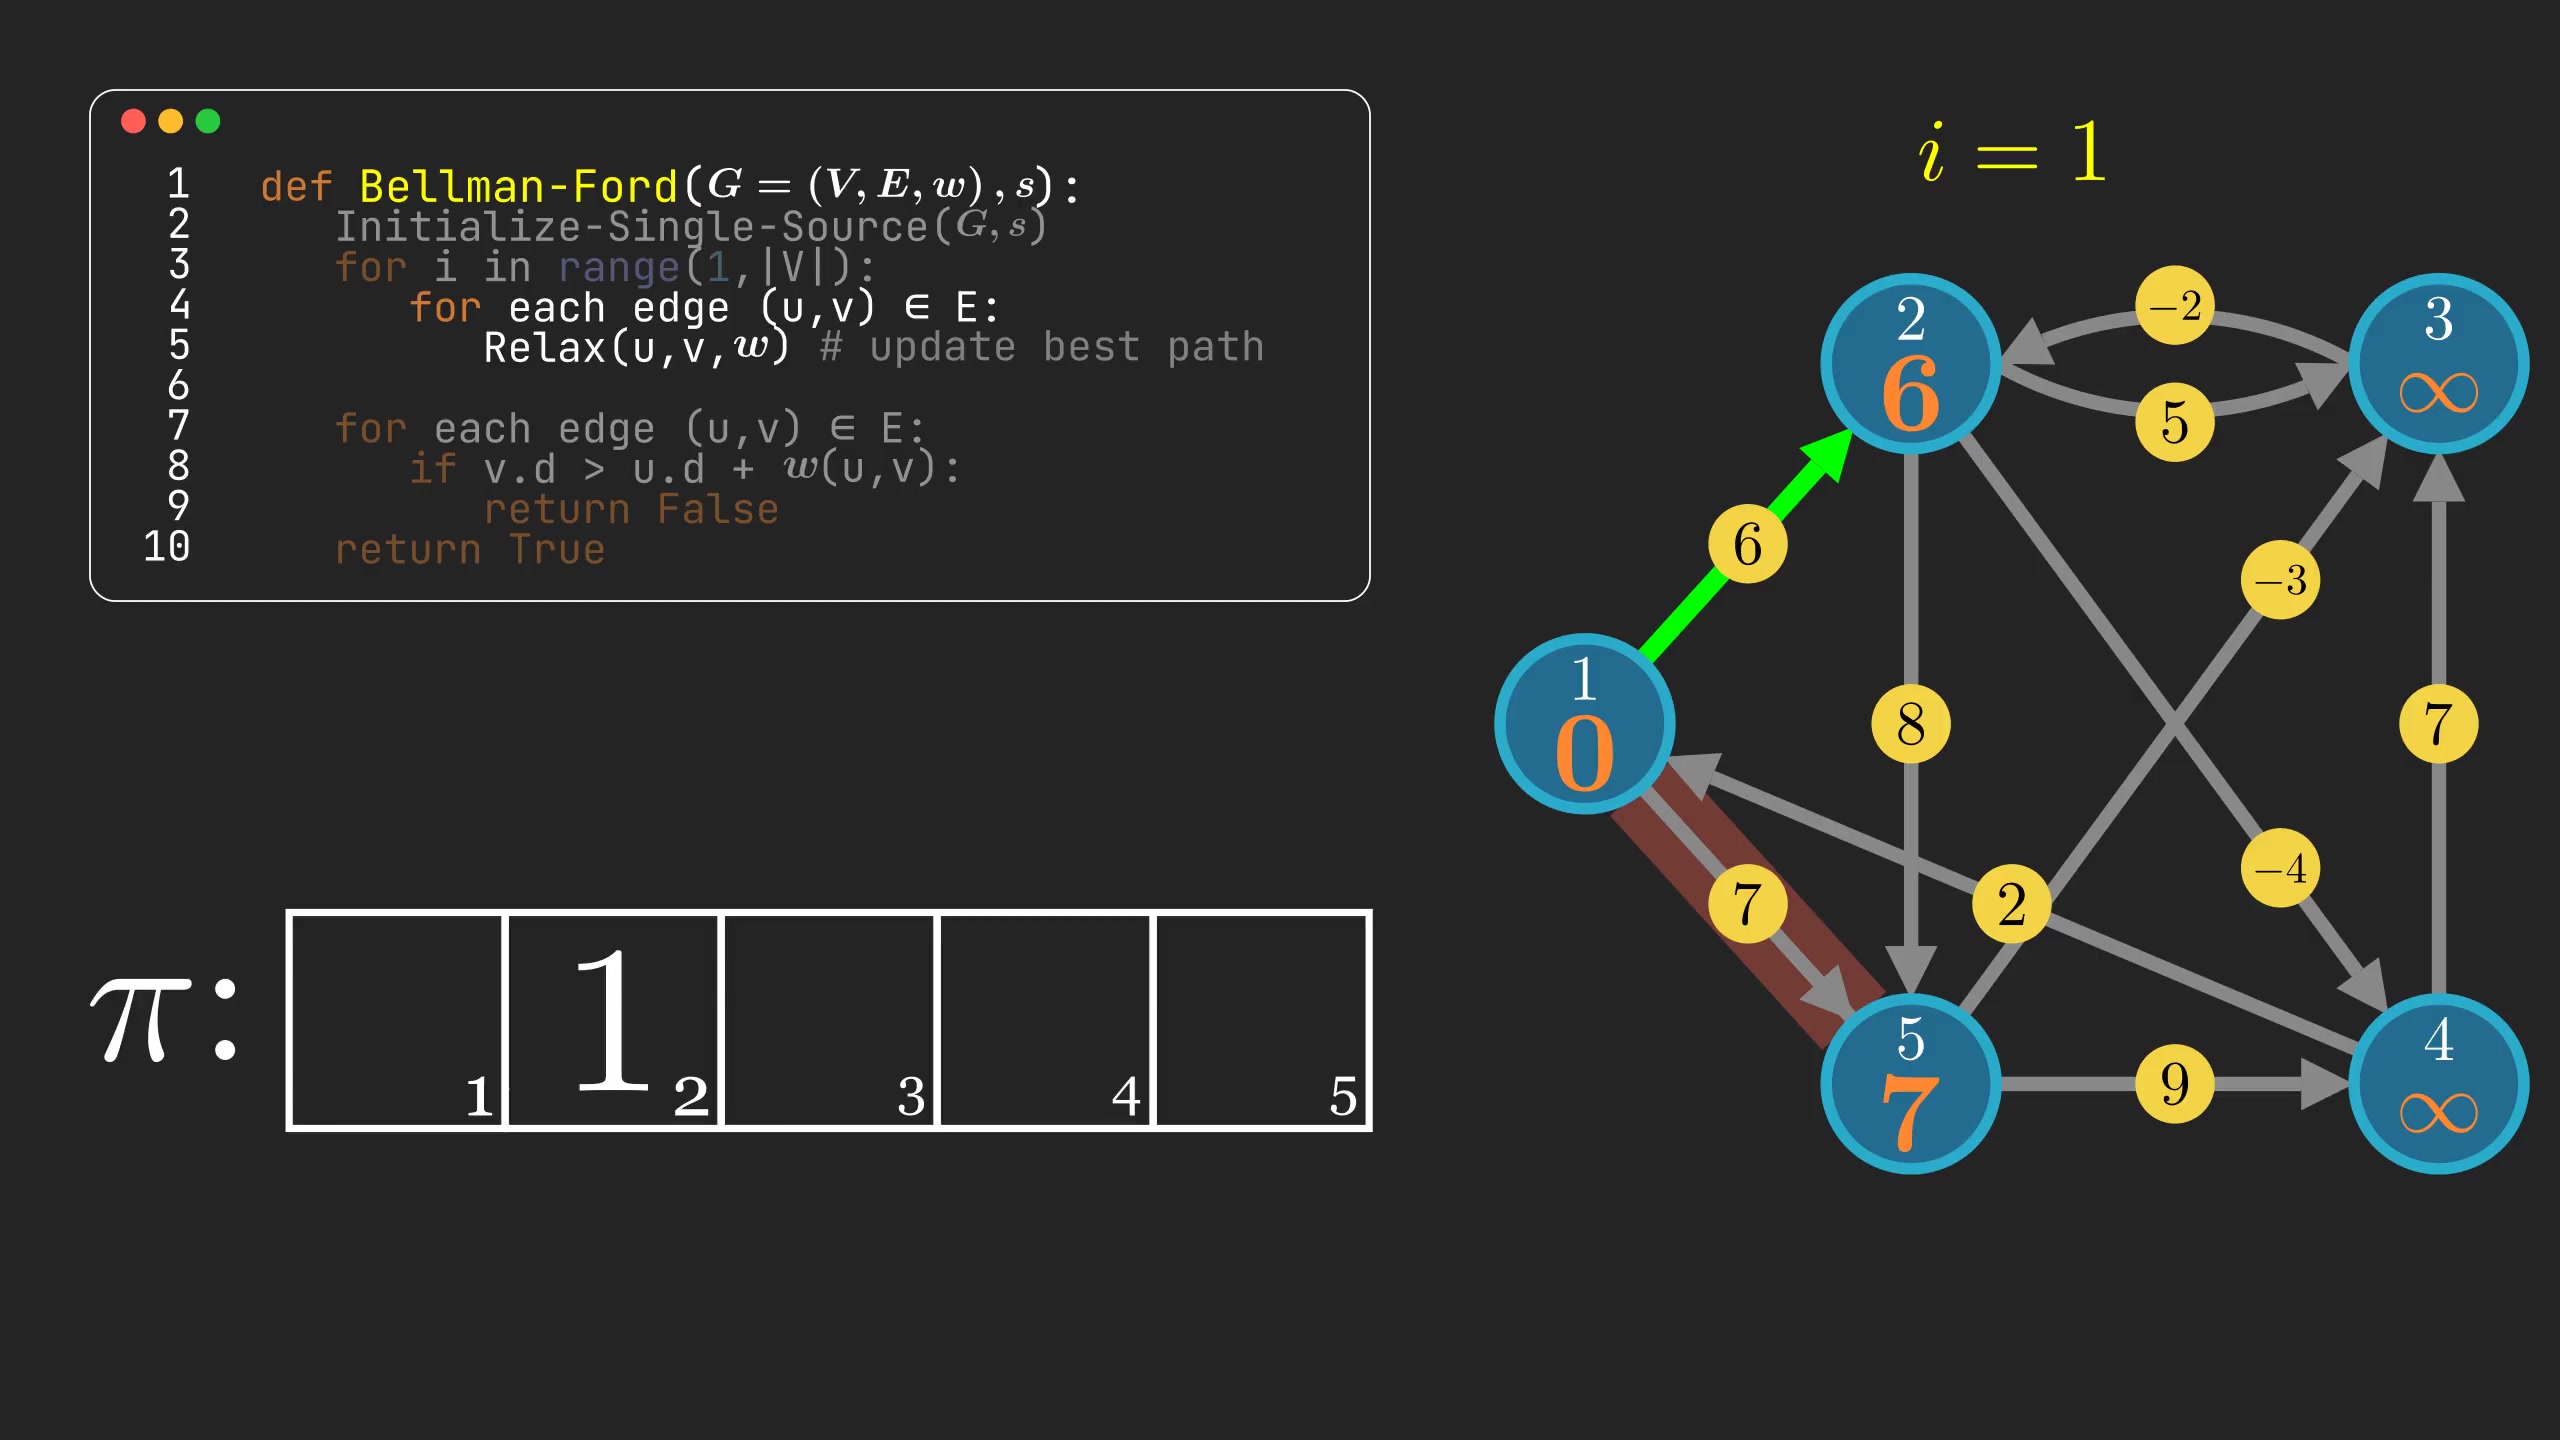 1 def Bellman-Ford(G = (V, E, w), s):
2 Initialize-Single-Source(G, s)
3 for i in range(1,|V|):
4 for each edge (u,v) ∈ E:
5 Relax(u,v,w) # update best path
6
7 for each edge (u,v) ∈ E:
8 if v.d > u.d + w(u,v):
9 return False
10 return True
i = 1
2
6
3
∞
−2
5
6
−3
1
0
8
7
7
2
−4
5
7
9
4
∞
π:
1
1 2 3 4 5